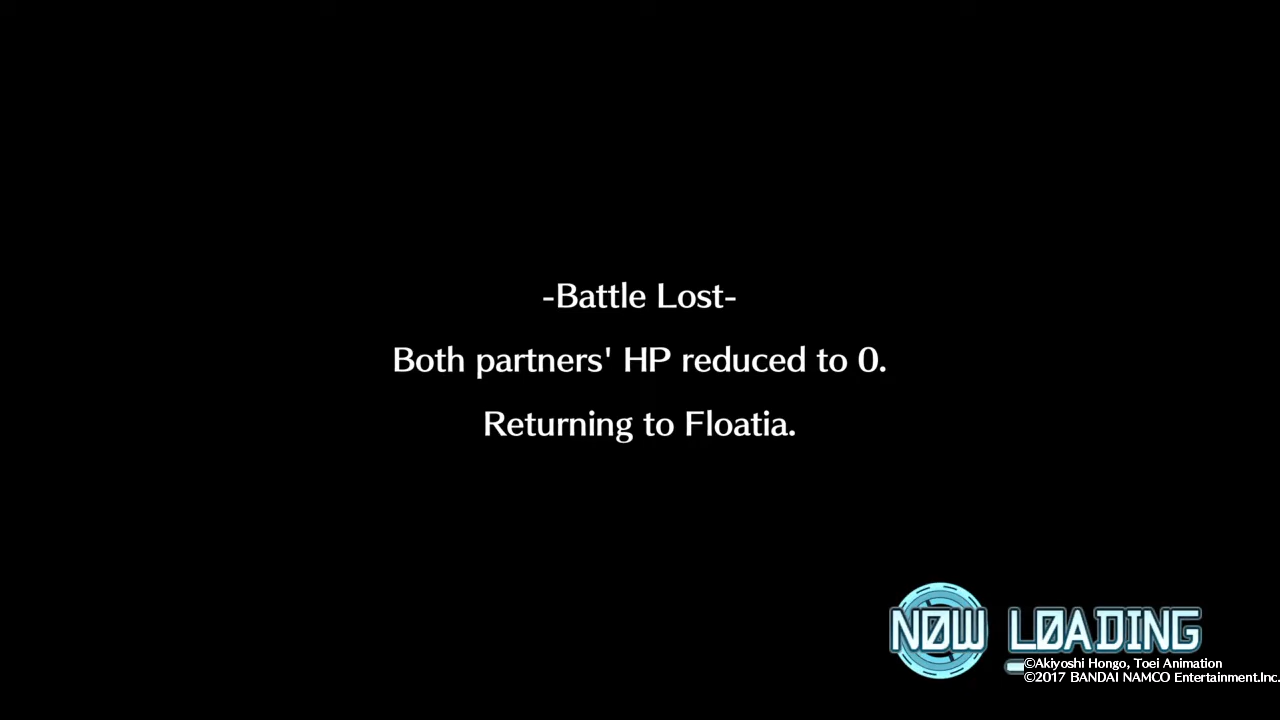 -Battle Lost-
Both partners' HP reduced to 0.
Returning to Floatia.
NOW LOADING
©Akiyoshi Hongo, Toei Animation
©2017 BANDAI NAMCO Entertainment.Inc.